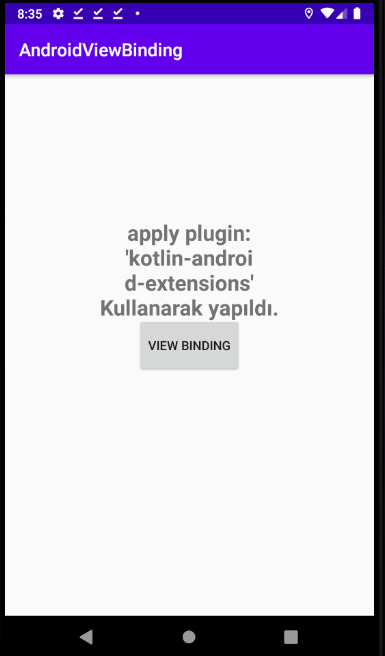 8:35
AndroidViewBinding
apply plugin:
'kotlin-androi
d-extensions'
Kullanarak yapıldı.
VIEW BINDING